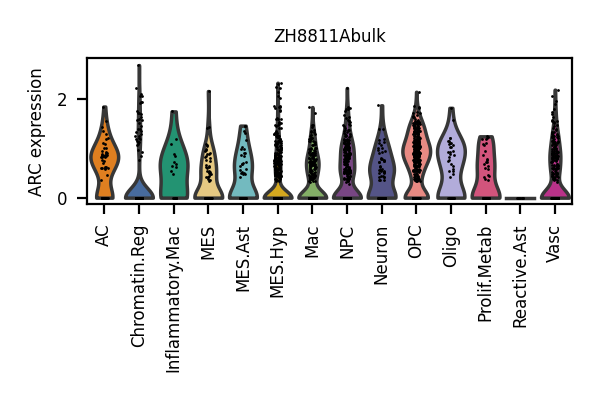 ZH8811Abulk
ARC expression
2
0
AC
Chromatin.Reg
Inflammatory.Mac
MES
MES.Ast
MES.Hyp
Mac
NPC
Neuron
OPC
Oligo
Prolif.Metab
Reactive.Ast
Vasc